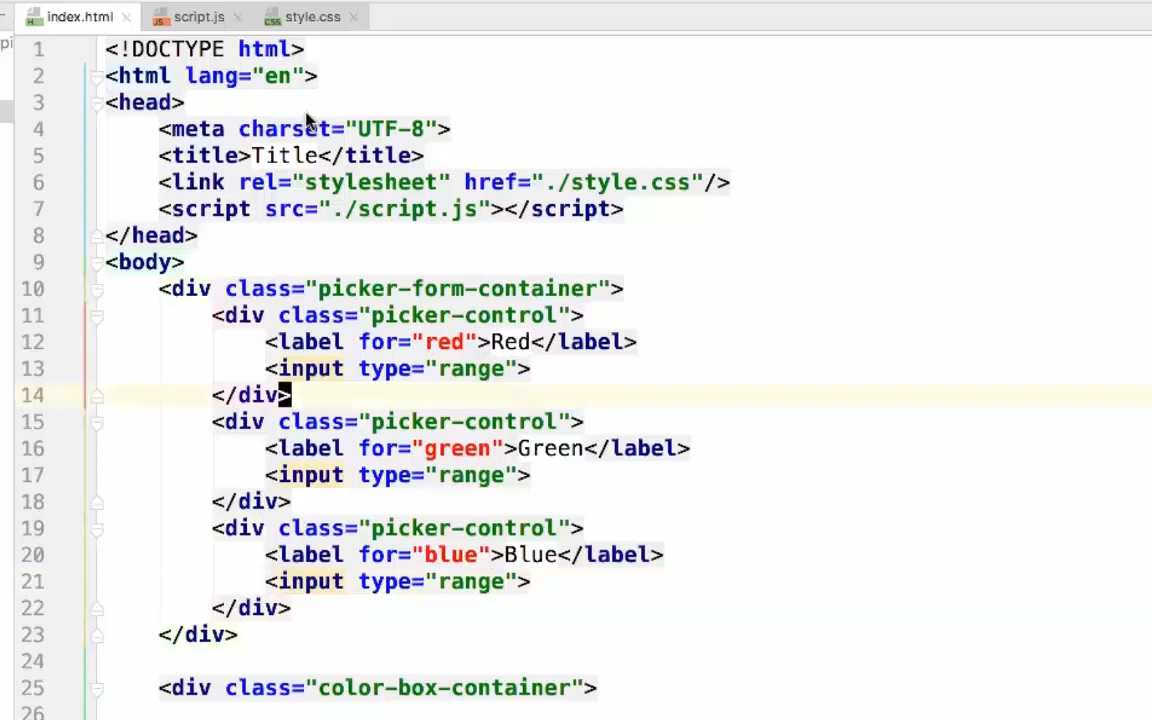 index.html script.js style.css
pi
1 <!DOCTYPE html>
2 <html lang="en">
3 <head>
4 <meta charset="UTF-8">
5 <title>Title</title>
6 <link rel="stylesheet" href="./style.css"/>
7 <script src="./script.js"></script>
8 </head>
9 <body>
10 <div class="picker-form-container">
11 <div class="picker-control">
12 <label for="red">Red</label>
13 <input type="range">
14 </div>
15 <div class="picker-control">
16 <label for="green">Green</label>
17 <input type="range">
18 </div>
19 <div class="picker-control">
20 <label for="blue">Blue</label>
21 <input type="range">
22 </div>
23 </div>
24
25 <div class="color-box-container">
26